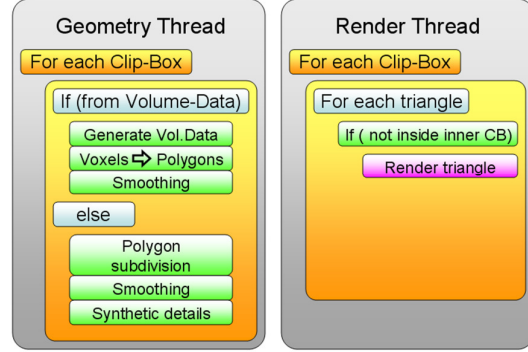 Geometry Thread
For each Clip-Box
If (from Volume-Data)
Generate Vol.Data
Voxels ⇨ Polygons
Smoothing
else
Polygon
subdivision
Smoothing
Synthetic details
Render Thread
For each Clip-Box
For each triangle
If ( not inside inner CB)
Render triangle